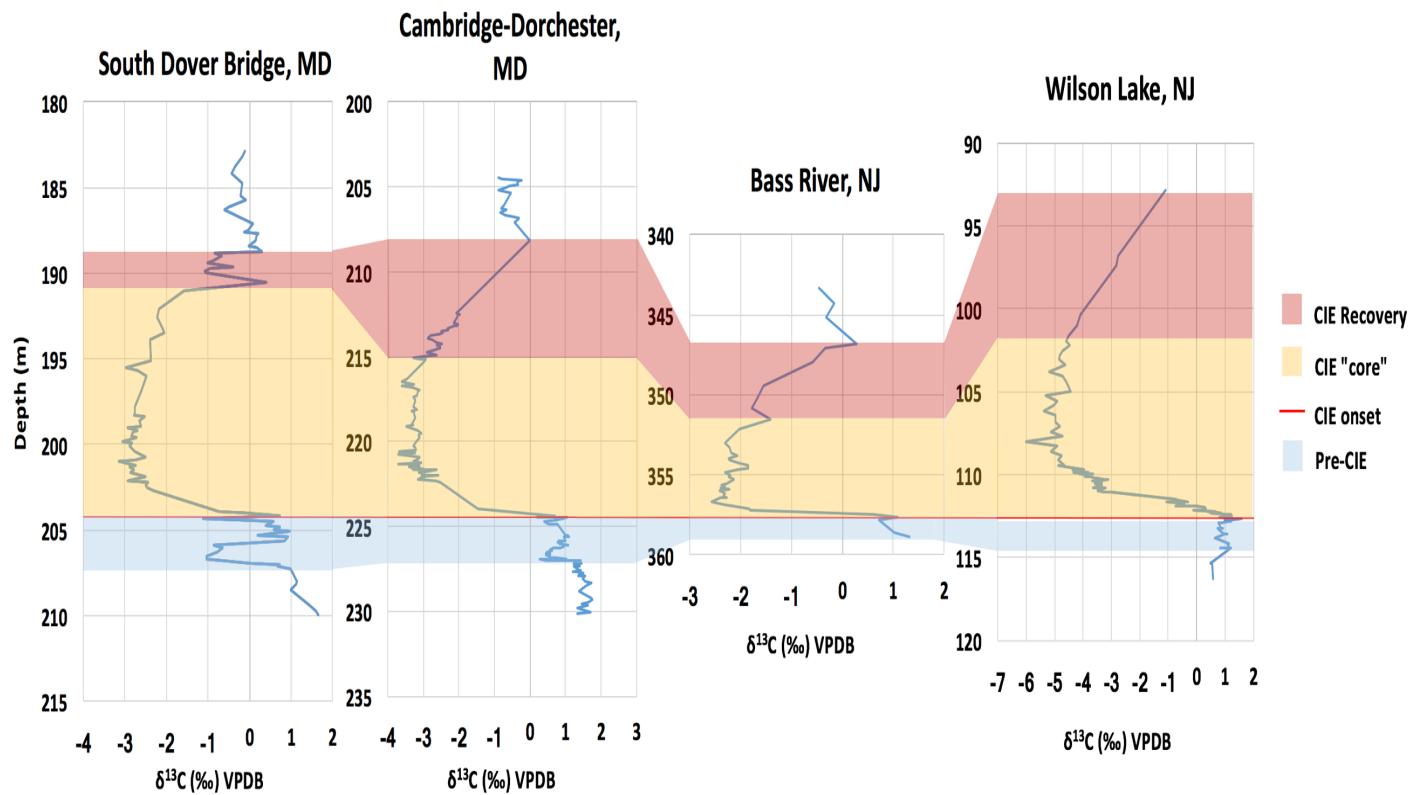 South Dover Bridge, MD
Cambridge-Dorchester,
MD
Bass River, NJ
Wilson Lake, NJ
Depth (m)
180
185
190
195
200
205
210
215
-4 -3 -2 -1 0 1 2
δ¹³C (‰) VPDB
200
205
210
215
220
225
230
235
-4 -3 -2 -1 0 1 2 3
δ¹³C (‰) VPDB
340
345
350
355
360
-3 -2 -1 0 1 2
δ¹³C (‰) VPDB
90
95
100
105
110
115
120
-7 -6 -5 -4 -3 -2 -1 0 1 2
δ¹³C (‰) VPDB
CIE Recovery
CIE "core"
CIE onset
Pre-CIE